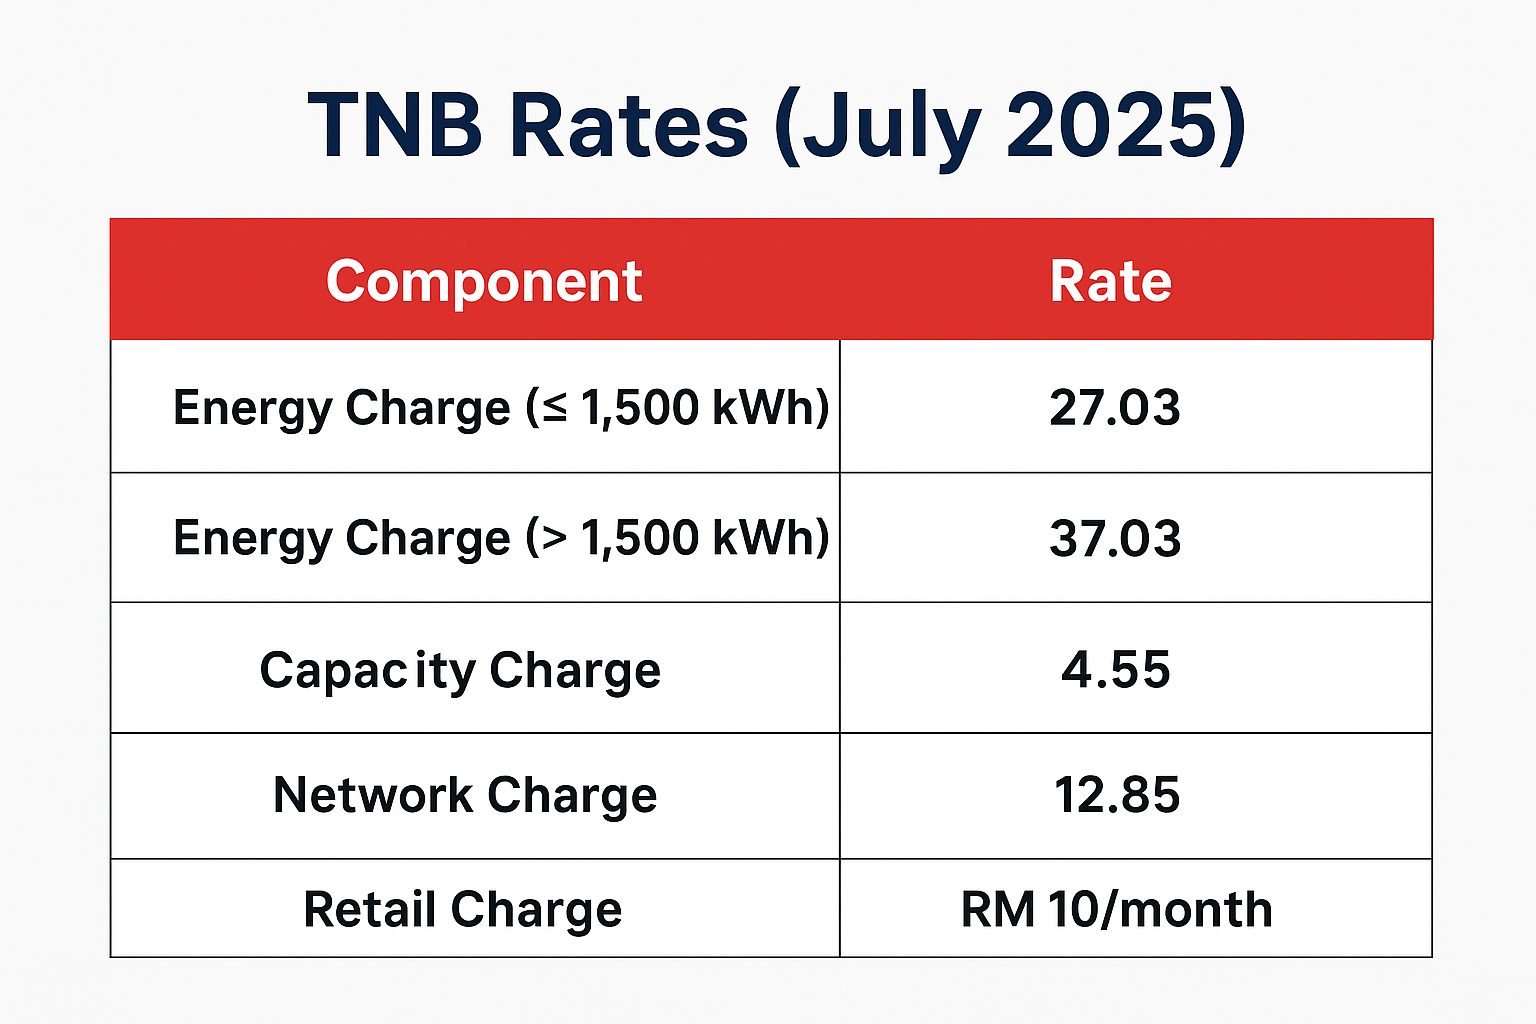 TNB Rates (July 2025)
Component Rate
Energy Charge (≤ 1,500 kWh) 27.03
Energy Charge (> 1,500 kWh) 37.03
Capacity Charge 4.55
Network Charge 12.85
Retail Charge RM 10/month